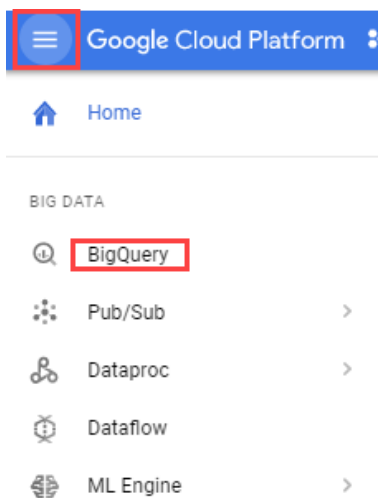 Google Cloud Platform
Home
BIG DATA
BigQuery
Pub/Sub
Dataproc
Dataflow
ML Engine